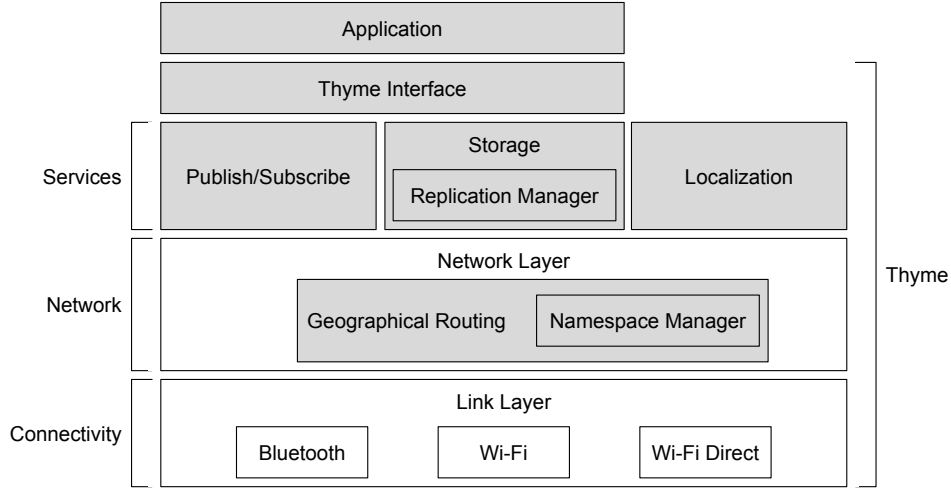 Application
Thyme Interface
Services
Publish/Subscribe
Storage
Replication Manager
Localization
Network
Network Layer
Geographical Routing
Namespace Manager
Thyme
Connectivity
Link Layer
Bluetooth
Wi-Fi
Wi-Fi Direct